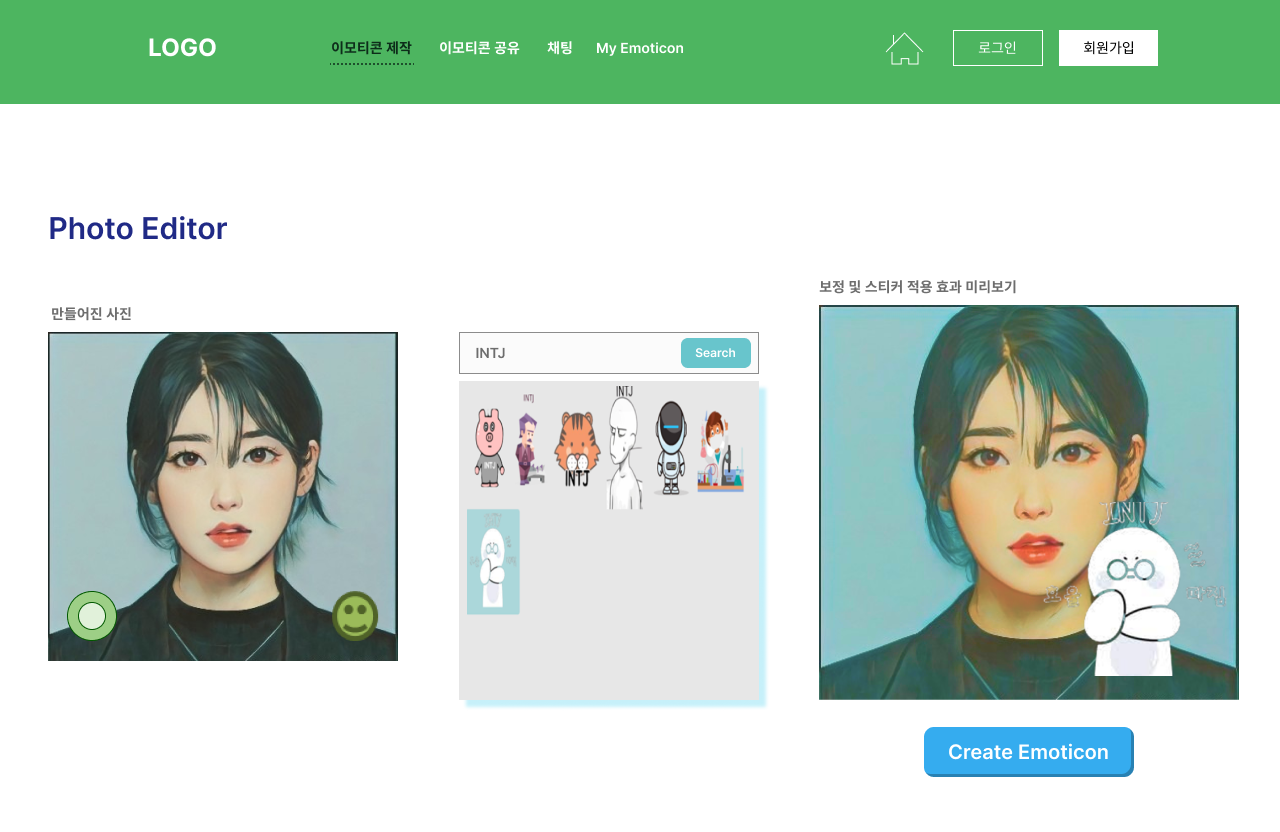 LOGO
이모티콘 제작
이모티콘 공유
채팅
My Emoticon
로그인
회원가입
Photo Editor
만들어진 사진
INTJ
Search
보정 및 스티커 적용 효과 미리보기
INTJ
INTJ
INTJ
INTJ
INTJ
Create Emoticon